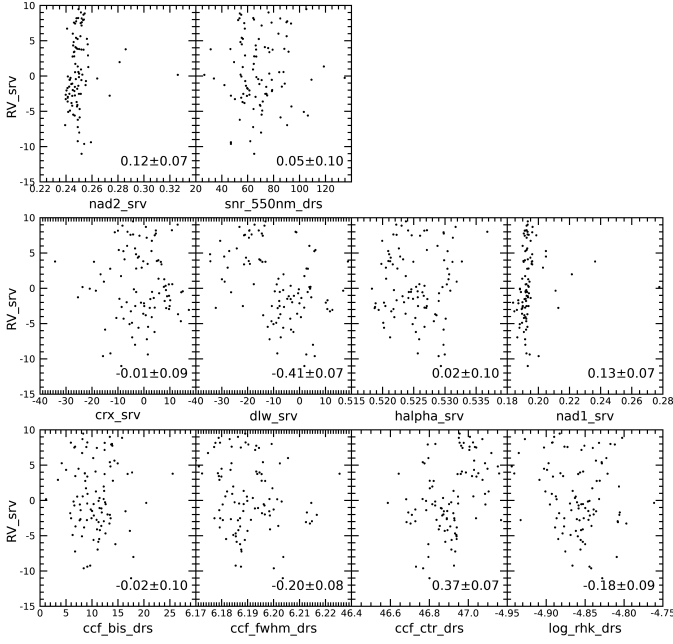 10
5
0
-5
-10
-15
RV_srv
0.12±0.07
0.05±0.10
0.22 0.24 0.26 0.28 0.30 0.32 20 40 60 80 100 120
nad2_srv snr_550nm_drs
10
5
0
-5
-10
-15
RV_srv
-0.01±0.09 -0.41±0.07 0.02±0.10 0.13±0.07
-40 -30 -20 -10 0 10 -40 -30 -20 -10 0 10 0.515 0.520 0.525 0.530 0.535 0.18 0.20 0.22 0.24 0.26 0.28
crx_srv dlw_srv halpha_srv nad1_srv
10
5
0
-5
-10
-15
RV_srv
-0.02±0.10 -0.20±0.08 0.37±0.07 -0.18±0.09
0 5 10 15 20 25 6.17 6.18 6.19 6.20 6.21 6.22 46.4 46.6 46.8 47.0 -4.95 -4.90 -4.85 -4.80 -4.75
ccf_bis_drs ccf_fwhm_drs ccf_ctr_drs log_rhk_drs